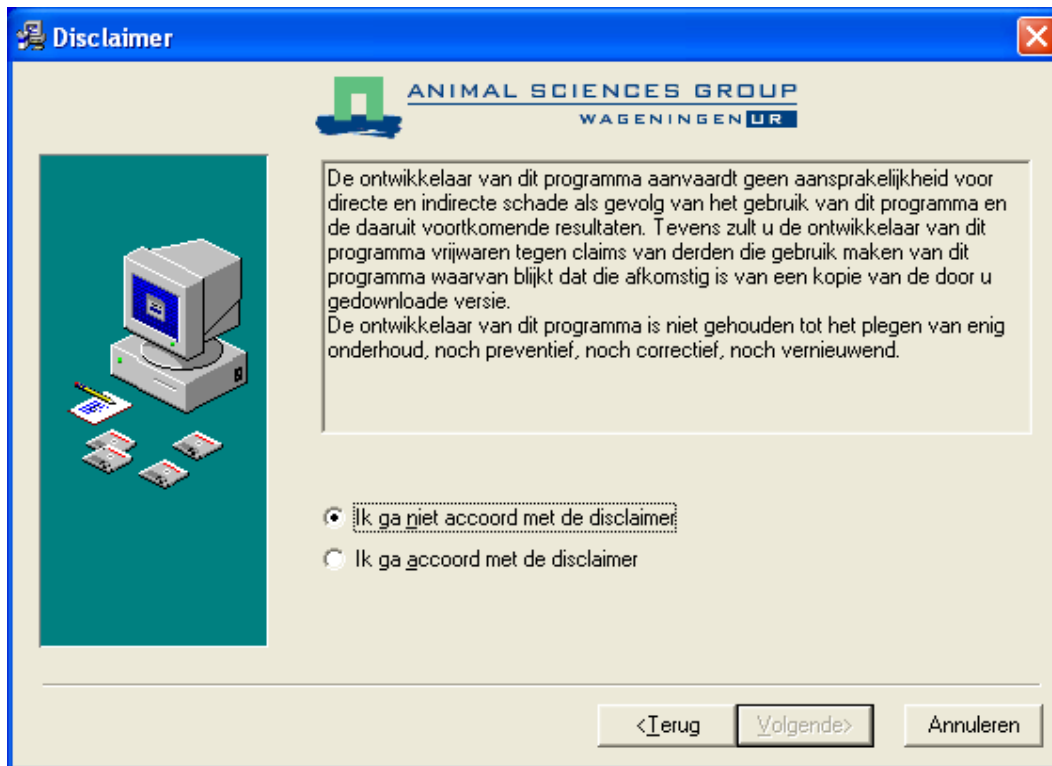 Disclaimer
ANIMAL SCIENCES GROUP
WAGENINGEN UR
De ontwikkelaar van dit programma aanvaardt geen aansprakelijkheid voor
directe en indirecte schade als gevolg van het gebruik van dit programma en
de daaruit voortkomende resultaten. Tevens zult u de ontwikkelaar van dit
programma vrijwaren tegen claims van derden die gebruik maken van dit
programma waarvan blijkt dat die afkomstig is van een kopie van de door u
gedownloade versie.
De ontwikkelaar van dit programma is niet gehouden tot het plegen van enig
onderhoud, noch preventief, noch correctief, noch vernieuwend.
Ik ga niet accoord met de disclaimer
Ik ga accoord met de disclaimer
<Terug
Volgende>
Annuleren